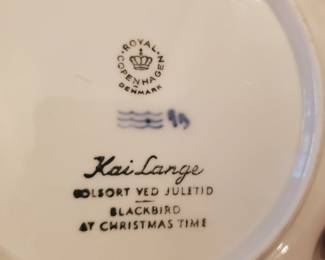 ROYAL
COPENHAGEN
DENMARK
Kai Lange
SOLSORT VED JULETID
BLACKBIRD
AT CHRISTMAS TIME